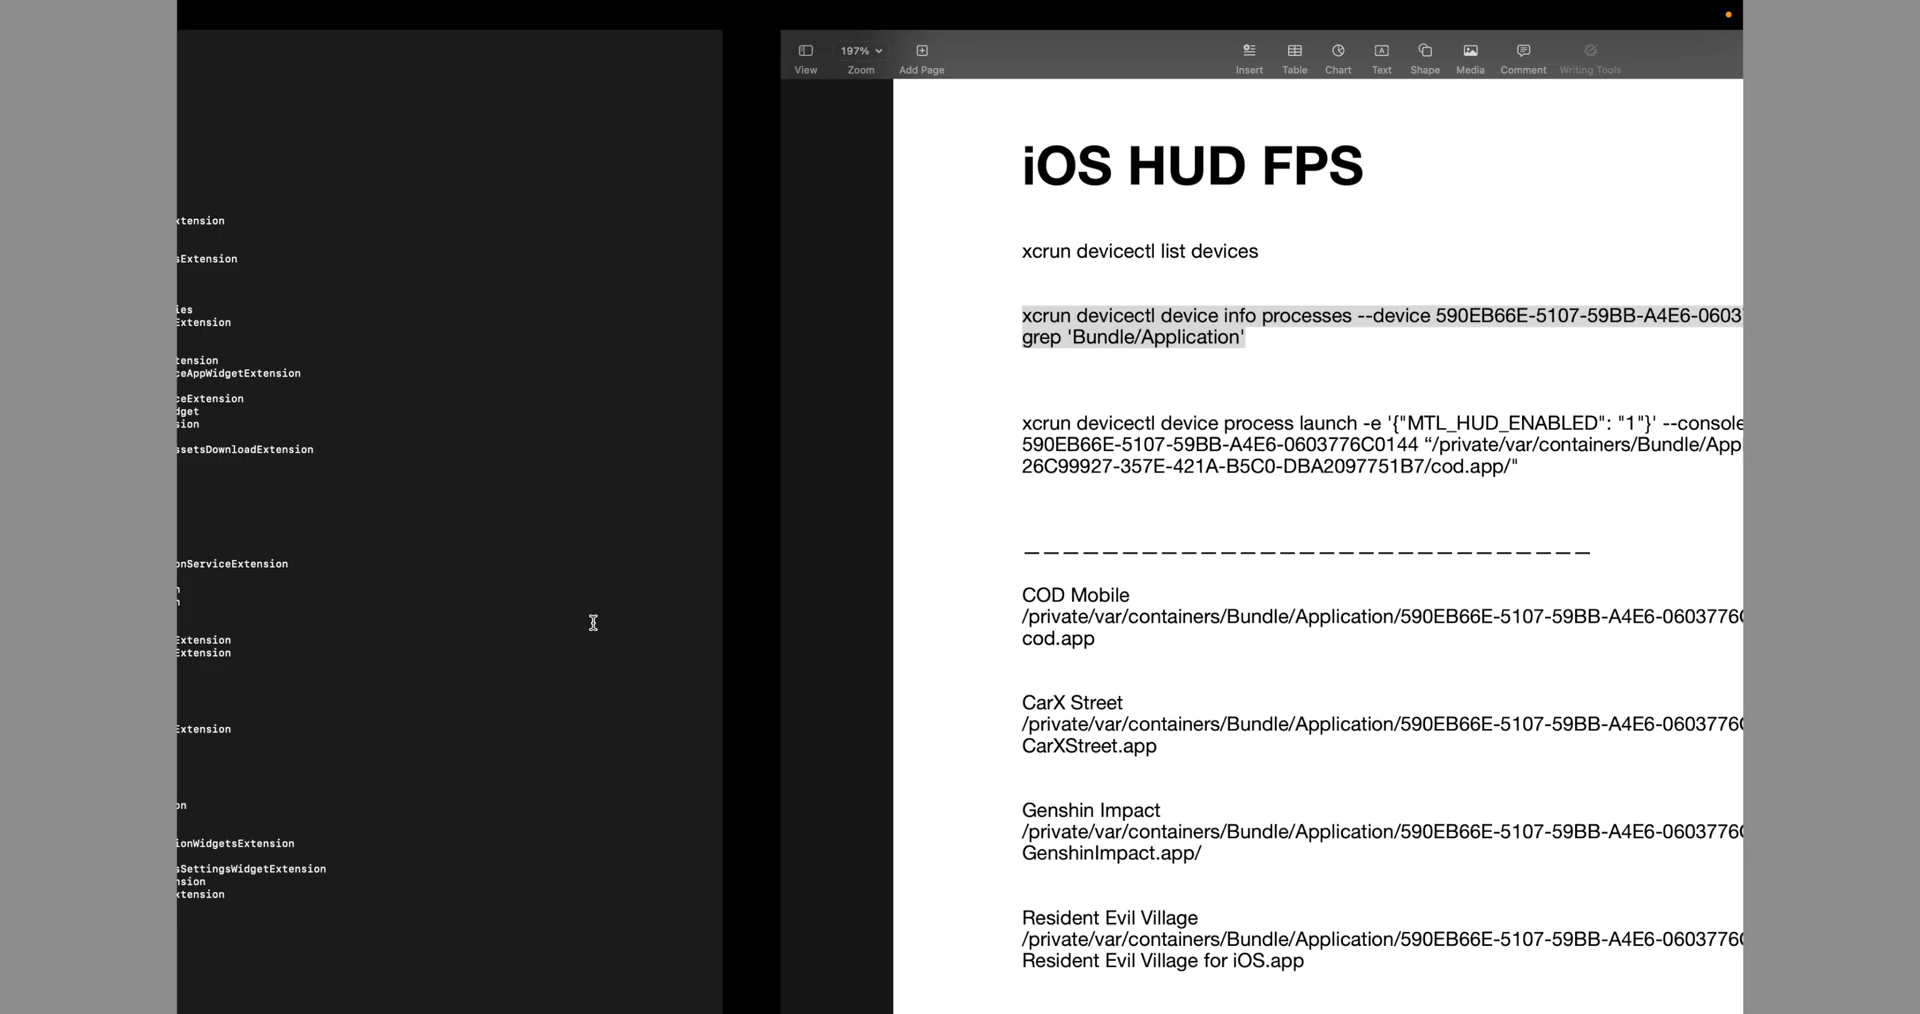 xtension
sExtension
ies
Extension
tension
ceAppWidgetExtension
ceExtension
dget
sion
ssetsDownloadExtension
onServiceExtension
n
n
Extension
Extension
Extension
on
ionWidgetsExtension
sSettingsWidgetExtension
nsion
xtension
197%
View Zoom Add Page Insert Table Chart Text Shape Media Comment Writing Tools
iOS HUD FPS
xcrun devicectl list devices
xcrun devicectl device info processes --device 590EB66E-5107-59BB-A4E6-0603
grep 'Bundle/Application'
xcrun devicectl device process launch -e '{"MTL_HUD_ENABLED": "1"}' --console
590EB66E-5107-59BB-A4E6-0603776C0144 “/private/var/containers/Bundle/App
26C99927-357E-421A-B5C0-DBA2097751B7/cod.app/"
_____________________________
COD Mobile
/private/var/containers/Bundle/Application/590EB66E-5107-59BB-A4E6-0603776C
cod.app
CarX Street
/private/var/containers/Bundle/Application/590EB66E-5107-59BB-A4E6-0603776C
CarXStreet.app
Genshin Impact
/private/var/containers/Bundle/Application/590EB66E-5107-59BB-A4E6-0603776C
GenshinImpact.app/
Resident Evil Village
/private/var/containers/Bundle/Application/590EB66E-5107-59BB-A4E6-0603776C
Resident Evil Village for iOS.app